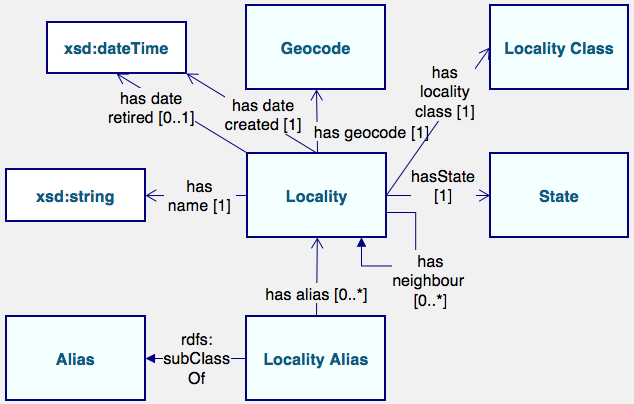 xsd:dateTime
Geocode
Locality Class
has date
retired [0..1]
has date
created [1]
has geocode [1]
has
locality
class [1]
xsd:string
has
name [1]
Locality
hasState
[1]
State
has
neighbour
[0..*]
has alias [0..*]
Alias
rdfs:
subClass
Of
Locality Alias